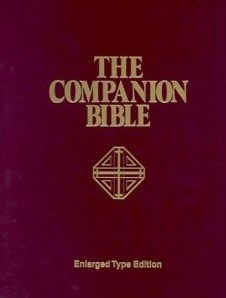 THE
COMPANION
BIBLE
Enlarged Type Edition